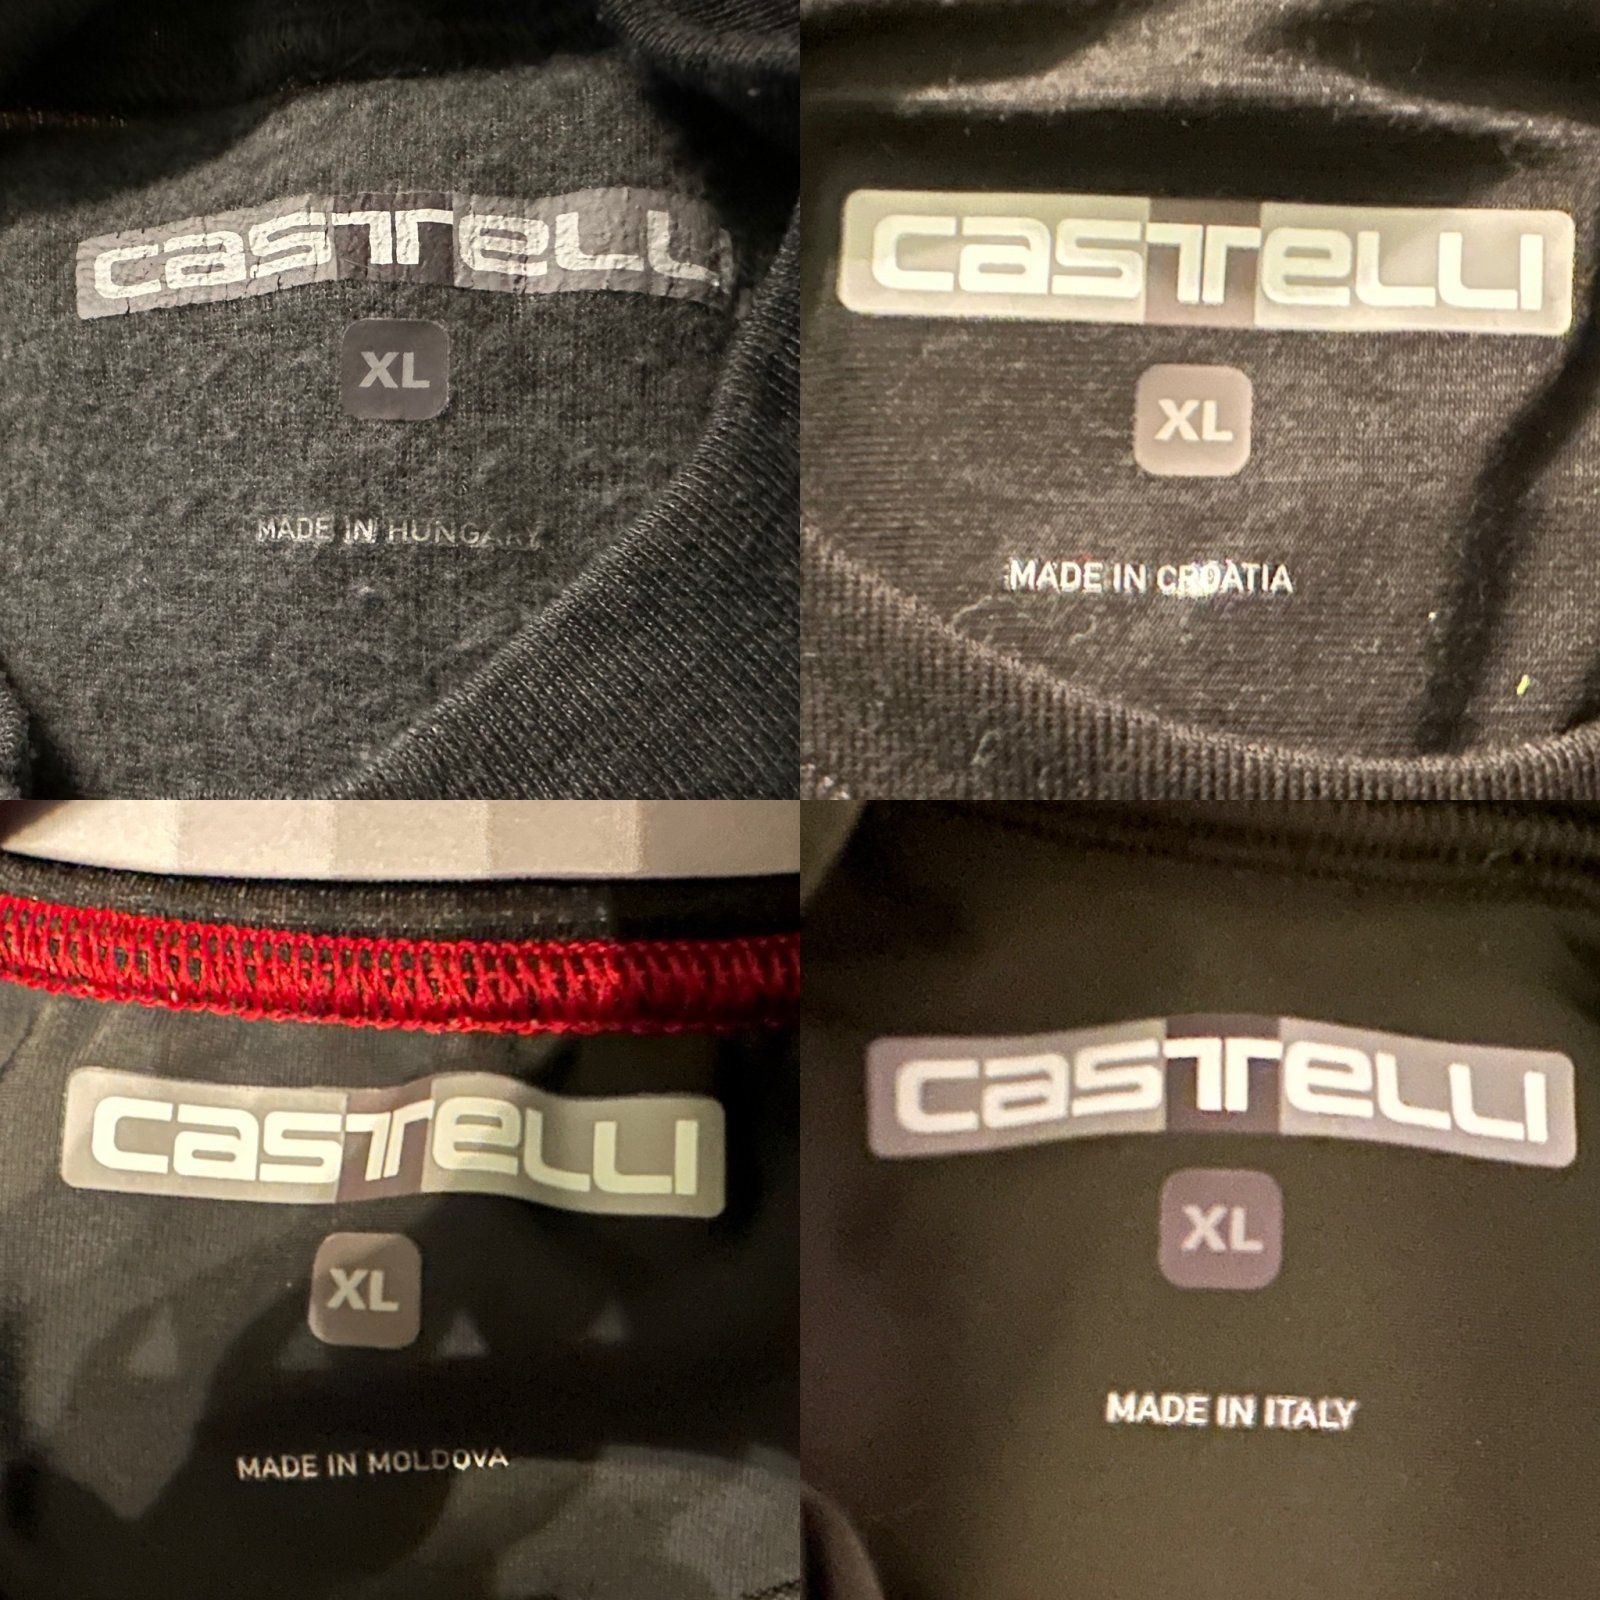 castelli
XL
MADE IN HUNGARY
castelli
XL
MADE IN CROATIA
castelli
XL
MADE IN MOLDOVA
castelli
XL
MADE IN ITALY